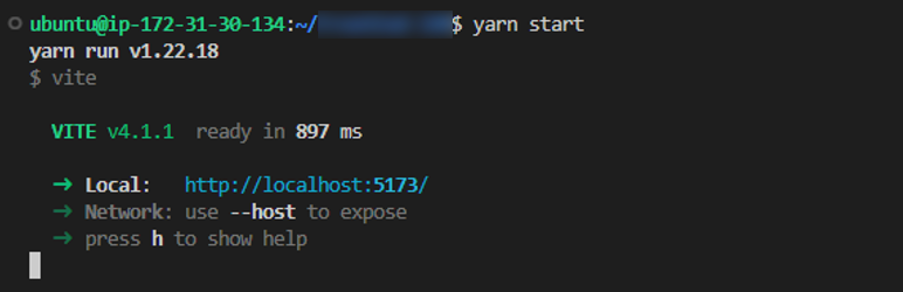 ubuntu@ip-172-31-30-134:~/ $ yarn start
yarn run v1.22.18
$ vite
VITE v4.1.1 ready in 897 ms
➜ Local: http://localhost:5173/
➜ Network: use --host to expose
➜ press h to show help